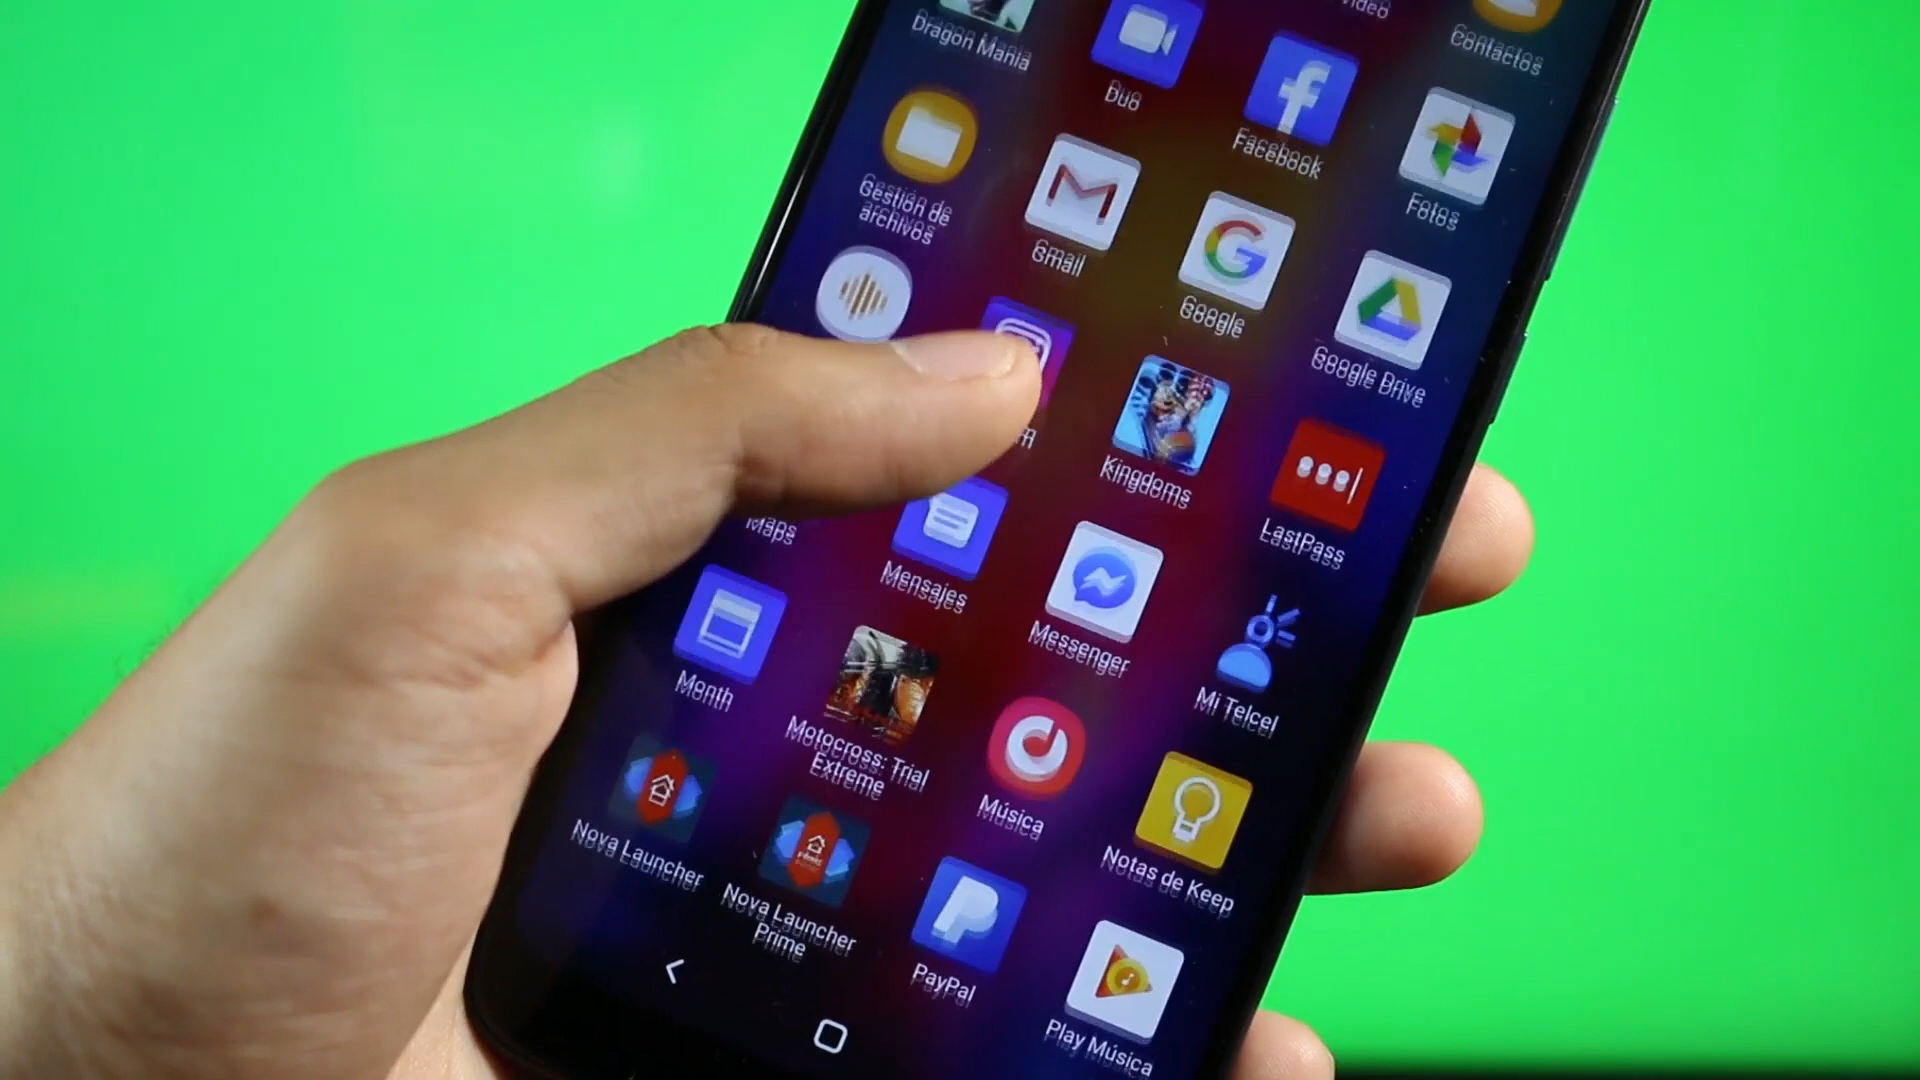 Video
Dragon Mania
Duo
Facebook
Contactos
Gestión de
archivos
Gmail
Google
Fotos
Google Drive
Kingdoms
LastPass
Maps
Mensajes
Messenger
Mi Telcel
Month
Motocross: Trial
Extreme
Música
Notas de Keep
Nova Launcher
Nova Launcher
Prime
PayPal
Play Música